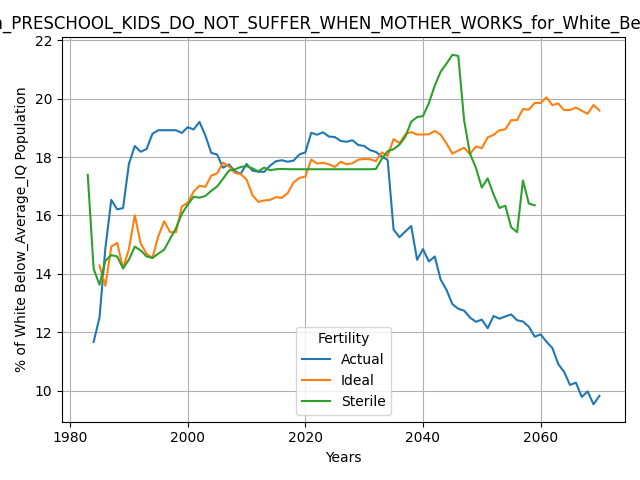 PRESCHOOL_KIDS_DO_NOT_SUFFER_WHEN_MOTHER_WORKS_for_White_Be
% of White Below_Average_IQ Population
22
20
18
16
14
12
10
Fertility
Actual
Ideal
Sterile
1980
2000
2020
2040
2060
Years